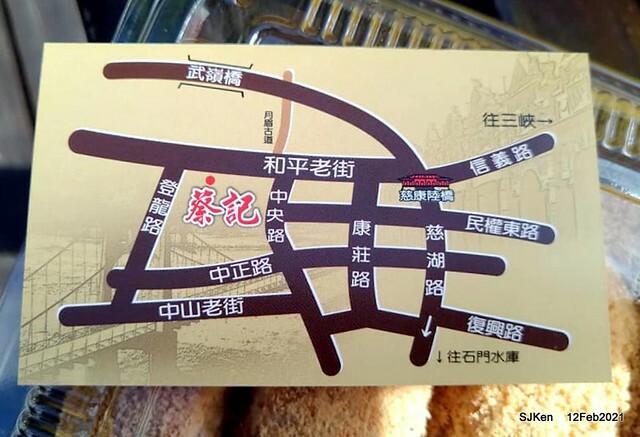 武嶺橋
月眉古道
往三峽→
和平老街
信義路
慈康陸橋
登龍路
蔡記
中央路
康莊路
慈湖路
民權東路
中正路
中山老街
復興路
↓往石門水庫
SJKen 12Feb2021